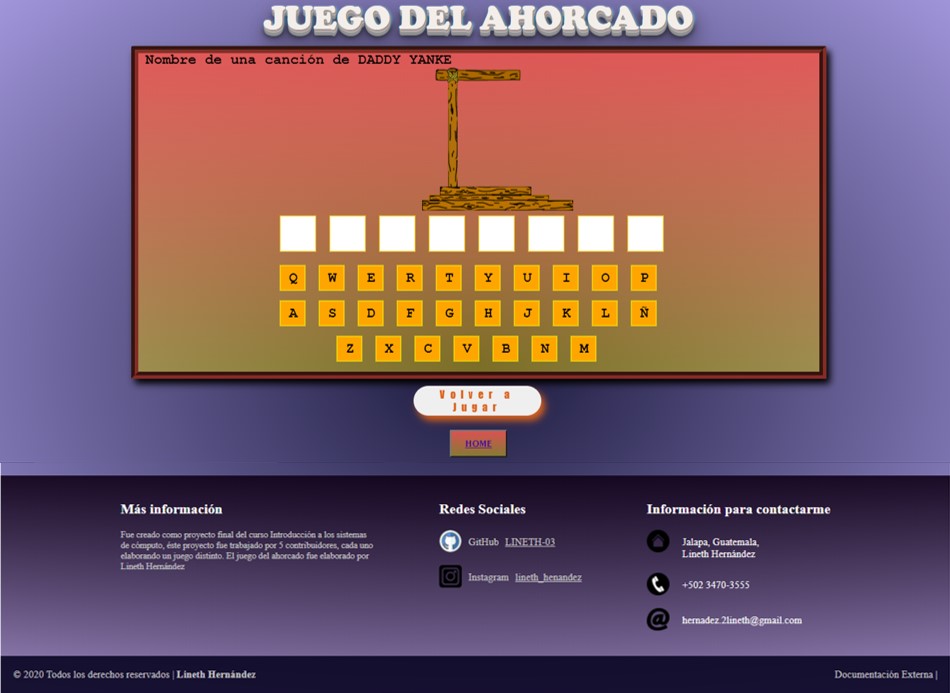 JUEGO DEL AHORCADO
Nombre de una canción de DADDY YANKE
Q W E R T Y U I O P
A S D F G H J K L Ñ
Z X C V B N M
Volver a
Jugar
HOME
Más información
Fue creado como proyecto final del curso Introducción a los sistemas
de cómputo, éste proyecto fue trabajado por 5 contribuidores, cada uno
elaborando un juego distinto. El juego del ahorcado fue elaborado por
Lineth Hernández
Redes Sociales
GitHub LINETH-03
Instagram lineth_henandez
Información para contactarme
Jalapa, Guatemala,
Lineth Hernández
+502 3470-3555
hernadez.2lineth@gmail.com
© 2020 Todos los derechos reservados | Lineth Hernández
Documentación Externa |